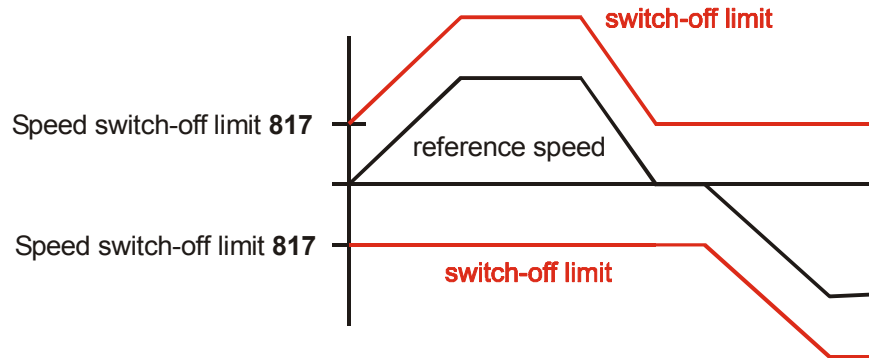 switch-off limit
Speed switch-off limit 817
reference speed
Speed switch-off limit 817
switch-off limit